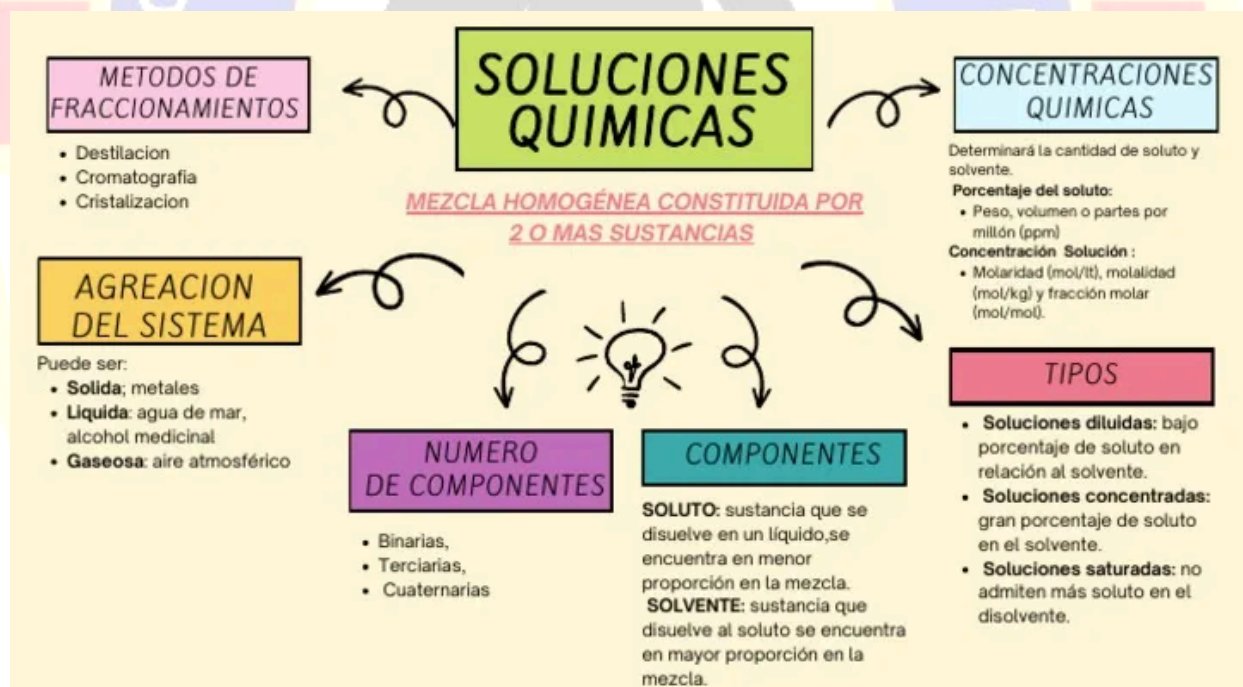 SOLUCIONES
QUIMICAS
MEZCLA HOMOGÉNEA CONSTITUIDA POR
2 O MAS SUSTANCIAS
METODOS DE
FRACCIONAMIENTOS
• Destilacion
• Cromatografia
• Cristalizacion
AGREACION
DEL SISTEMA
Puede ser:
• Solida; metales
• Liquida: agua de mar,
alcohol medicinal
• Gaseosa: aire atmosférico
NUMERO
DE COMPONENTES
• Binarias,
• Terciarias,
• Cuaternarias
COMPONENTES
SOLUTO: sustancia que se
disuelve en un líquido,se
encuentra en menor
proporción en la mezcla.
SOLVENTE: sustancia que
disuelve al soluto se encuentra
en mayor proporción en la
mezcla.
CONCENTRACIONES
QUIMICAS
Determinará la cantidad de soluto y
solvente.
Porcentaje del soluto:
• Peso, volumen o partes por
millón (ppm)
Concentración Solución :
• Molaridad (mol/lt), molalidad
(mol/kg) y fracción molar
(mol/mol).
TIPOS
• Soluciones diluidas: bajo
porcentaje de soluto en
relación al solvente.
• Soluciones concentradas:
gran porcentaje de soluto
en el solvente.
• Soluciones saturadas: no
admiten más soluto en el
disolvente.